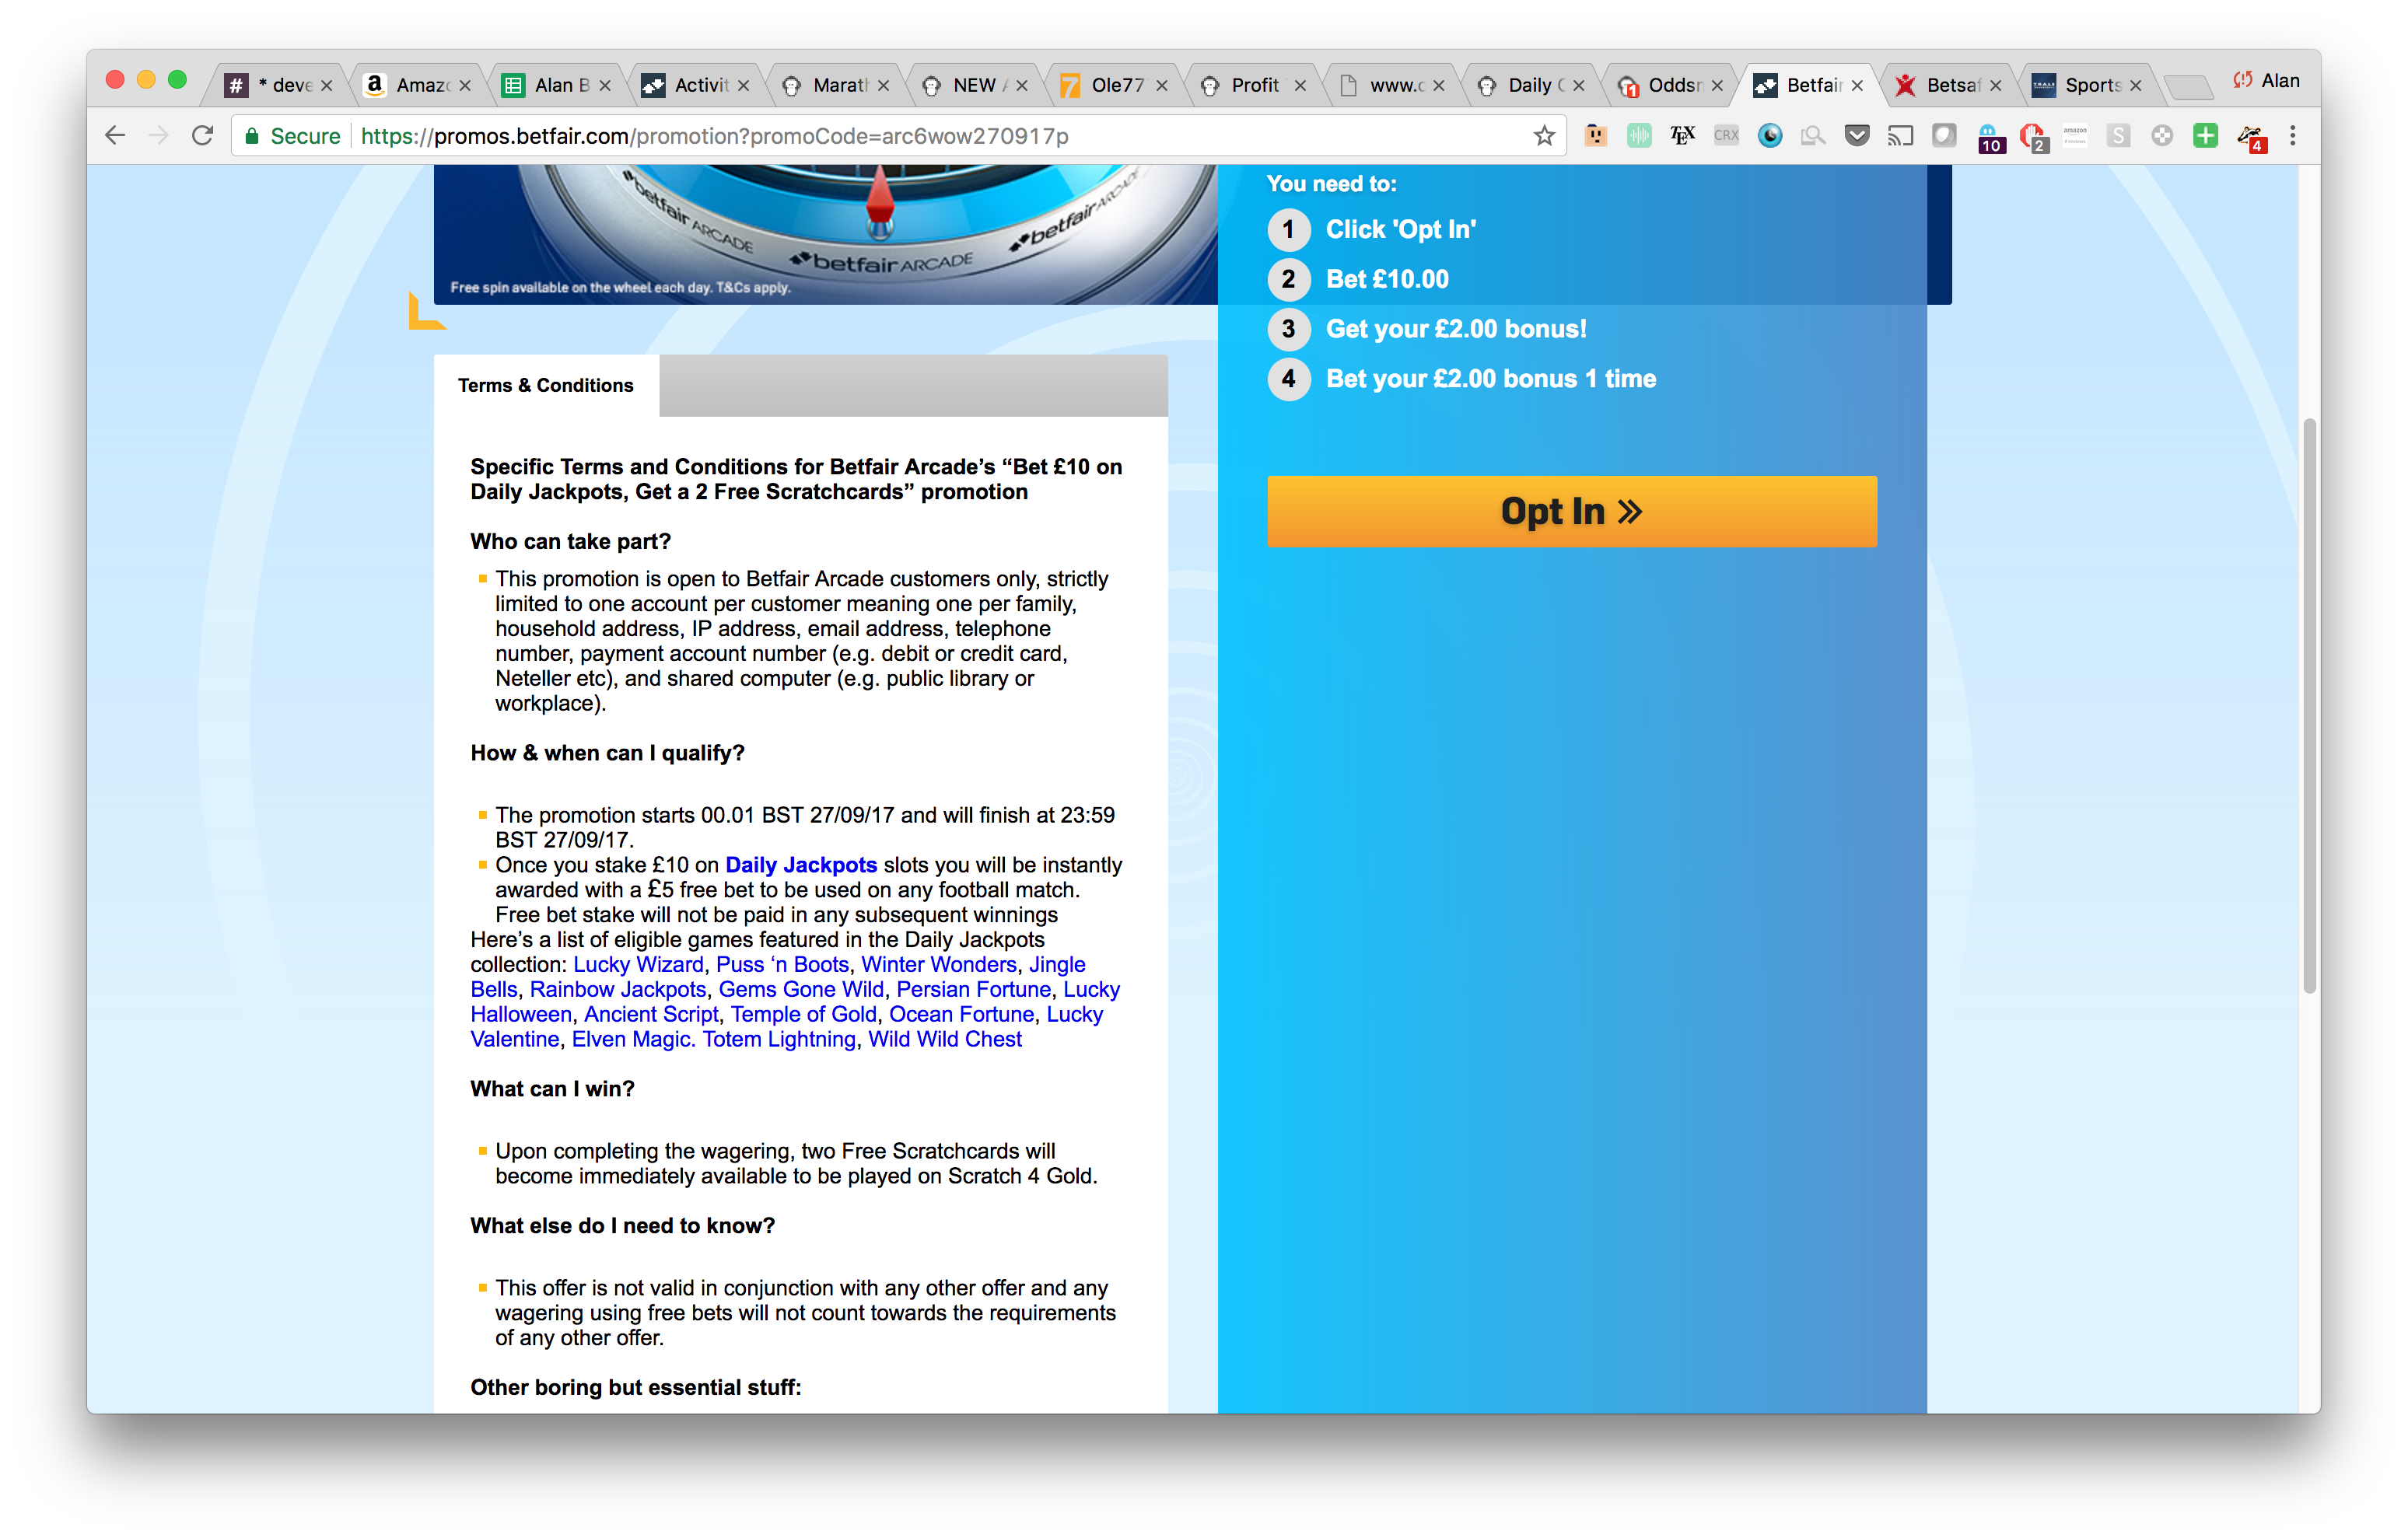 * deve
Amazo
Alan B
Activit
Marath
NEW
Ole77
Profit
www.c
Daily
Oddsn
Betfair
Betsaf
Sports
Alan
Secure
https://promos.betfair.com/promotion?promoCode=arc6wow270917p
TEX
CRX
10
2
amazon
S
4
betfair ARCADE
betfair ARCADE
betfair ARCADE
Free spin available on the wheel each day. T&Cs apply.
You need to:
1 Click 'Opt In'
2 Bet £10.00
3 Get your £2.00 bonus!
4 Bet your £2.00 bonus 1 time
Opt In »
Terms & Conditions
Specific Terms and Conditions for Betfair Arcade’s “Bet £10 on
Daily Jackpots, Get a 2 Free Scratchcards” promotion
Who can take part?
This promotion is open to Betfair Arcade customers only, strictly
limited to one account per customer meaning one per family,
household address, IP address, email address, telephone
number, payment account number (e.g. debit or credit card,
Neteller etc), and shared computer (e.g. public library or
workplace).
How & when can I qualify?
The promotion starts 00.01 BST 27/09/17 and will finish at 23:59
BST 27/09/17.
Once you stake £10 on Daily Jackpots slots you will be instantly
awarded with a £5 free bet to be used on any football match.
Free bet stake will not be paid in any subsequent winnings
Here’s a list of eligible games featured in the Daily Jackpots
collection: Lucky Wizard, Puss ‘n Boots, Winter Wonders, Jingle
Bells, Rainbow Jackpots, Gems Gone Wild, Persian Fortune, Lucky
Halloween, Ancient Script, Temple of Gold, Ocean Fortune, Lucky
Valentine, Elven Magic. Totem Lightning, Wild Wild Chest
What can I win?
Upon completing the wagering, two Free Scratchcards will
become immediately available to be played on Scratch 4 Gold.
What else do I need to know?
This offer is not valid in conjunction with any other offer and any
wagering using free bets will not count towards the requirements
of any other offer.
Other boring but essential stuff: